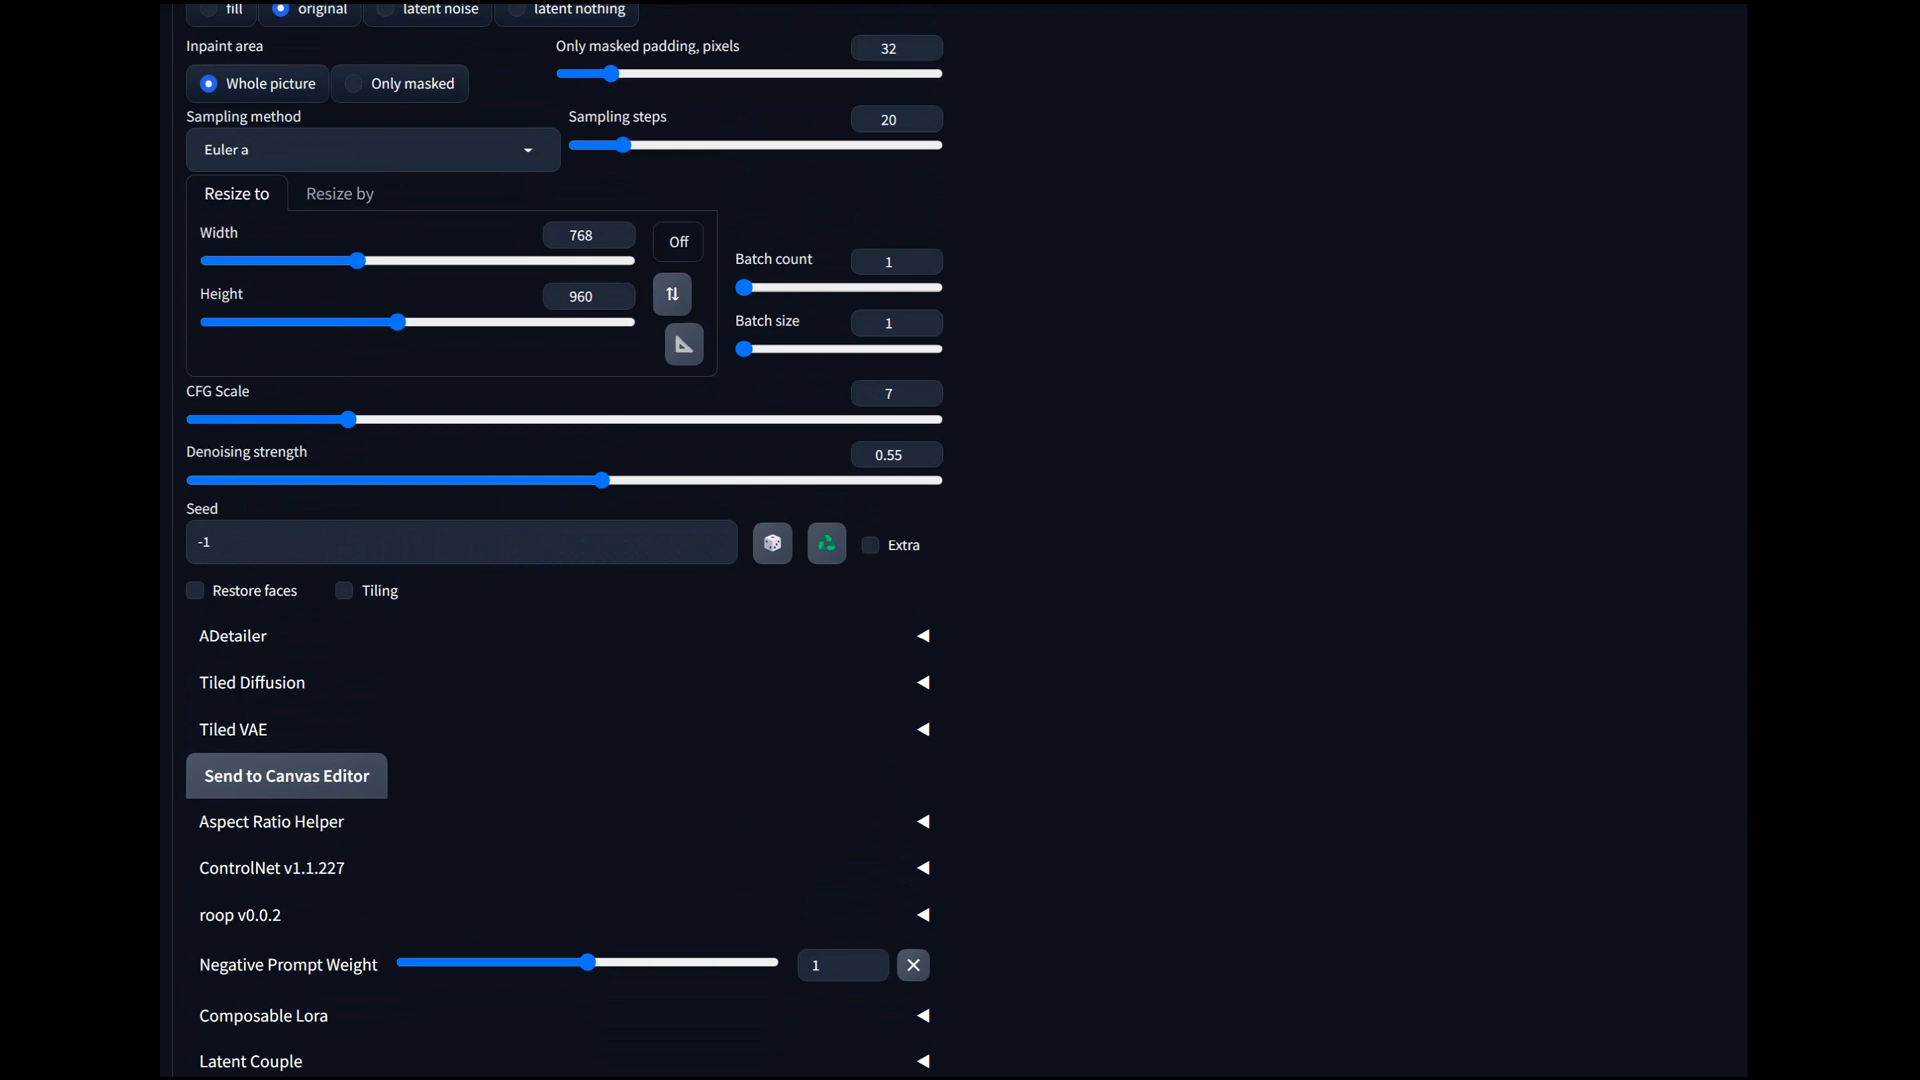 fill original latent noise latent nothing
Inpaint area Only masked padding, pixels 32
Whole picture Only masked
Sampling method Sampling steps 20
Euler a
Resize to Resize by
Width 768 Off
Batch count 1
Height 960
Batch size 1
CFG Scale 7
Denoising strength 0.55
Seed
-1 Extra
Restore faces Tiling
ADetailer
Tiled Diffusion
Tiled VAE
Send to Canvas Editor
Aspect Ratio Helper
ControlNet v1.1.227
roop v0.0.2
Negative Prompt Weight 1
Composable Lora
Latent Couple